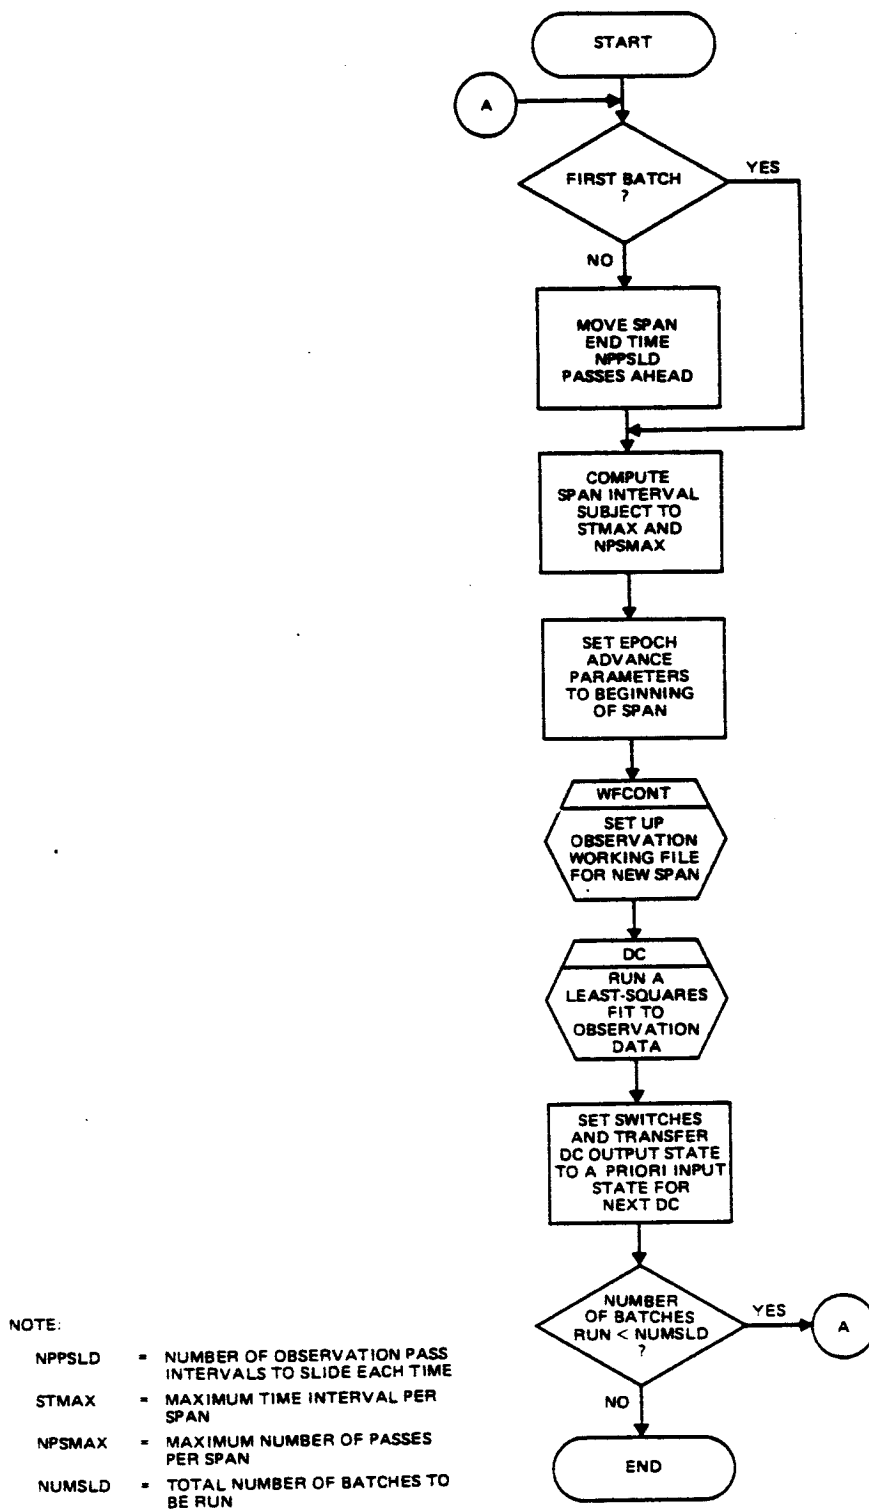 START
A
FIRST BATCH
?
YES
NO
MOVE SPAN
END TIME
NPPSLD
PASSES AHEAD
COMPUTE
SPAN INTERVAL
SUBJECT TO
STMAX AND
NPSMAX
SET EPOCH
ADVANCE
PARAMETERS
TO BEGINNING
OF SPAN
WFCONT
SET UP
OBSERVATION
WORKING FILE
FOR NEW SPAN
DC
RUN A
LEAST-SQUARES
FIT TO
OBSERVATION
DATA
SET SWITCHES
AND TRANSFER
DC OUTPUT STATE
TO A PRIORI INPUT
STATE FOR
NEXT DC
NUMBER
OF BATCHES
RUN < NUMSLD
?
YES
A
NO
END
NOTE:
NPPSLD = NUMBER OF OBSERVATION PASS
INTERVALS TO SLIDE EACH TIME
STMAX = MAXIMUM TIME INTERVAL PER
SPAN
NPSMAX = MAXIMUM NUMBER OF PASSES
PER SPAN
NUMSLD = TOTAL NUMBER OF BATCHES TO
BE RUN